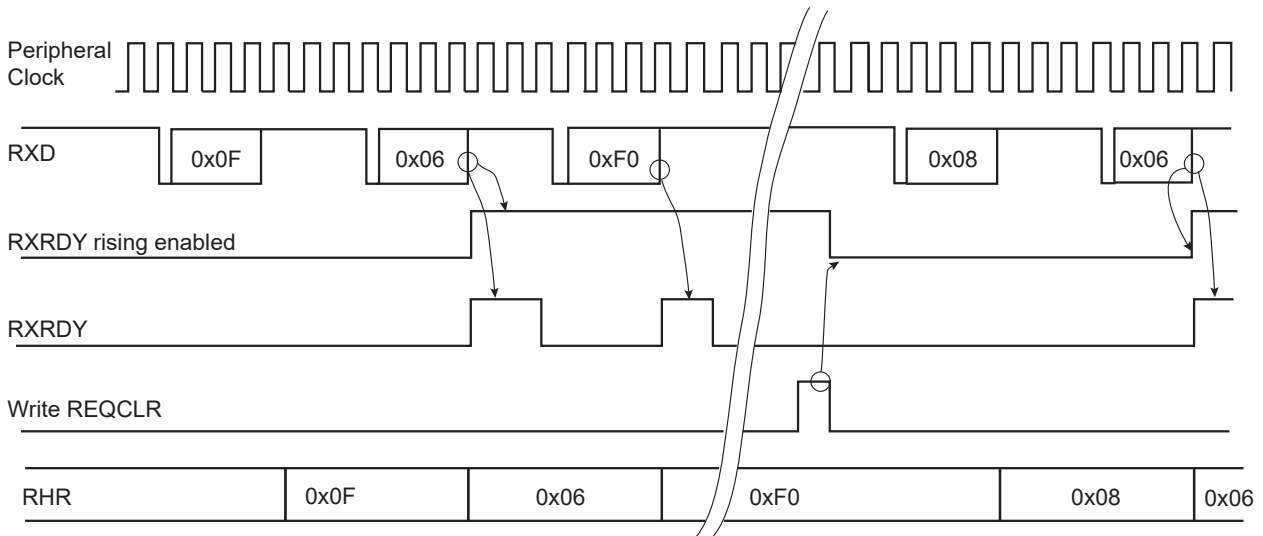 Peripheral
Clock
RXD
0x0F
0x06
0xF0
0x08
0x06
RXRDY rising enabled
RXRDY
Write REQCLR
RHR
0x0F
0x06
0xF0
0x08
0x06